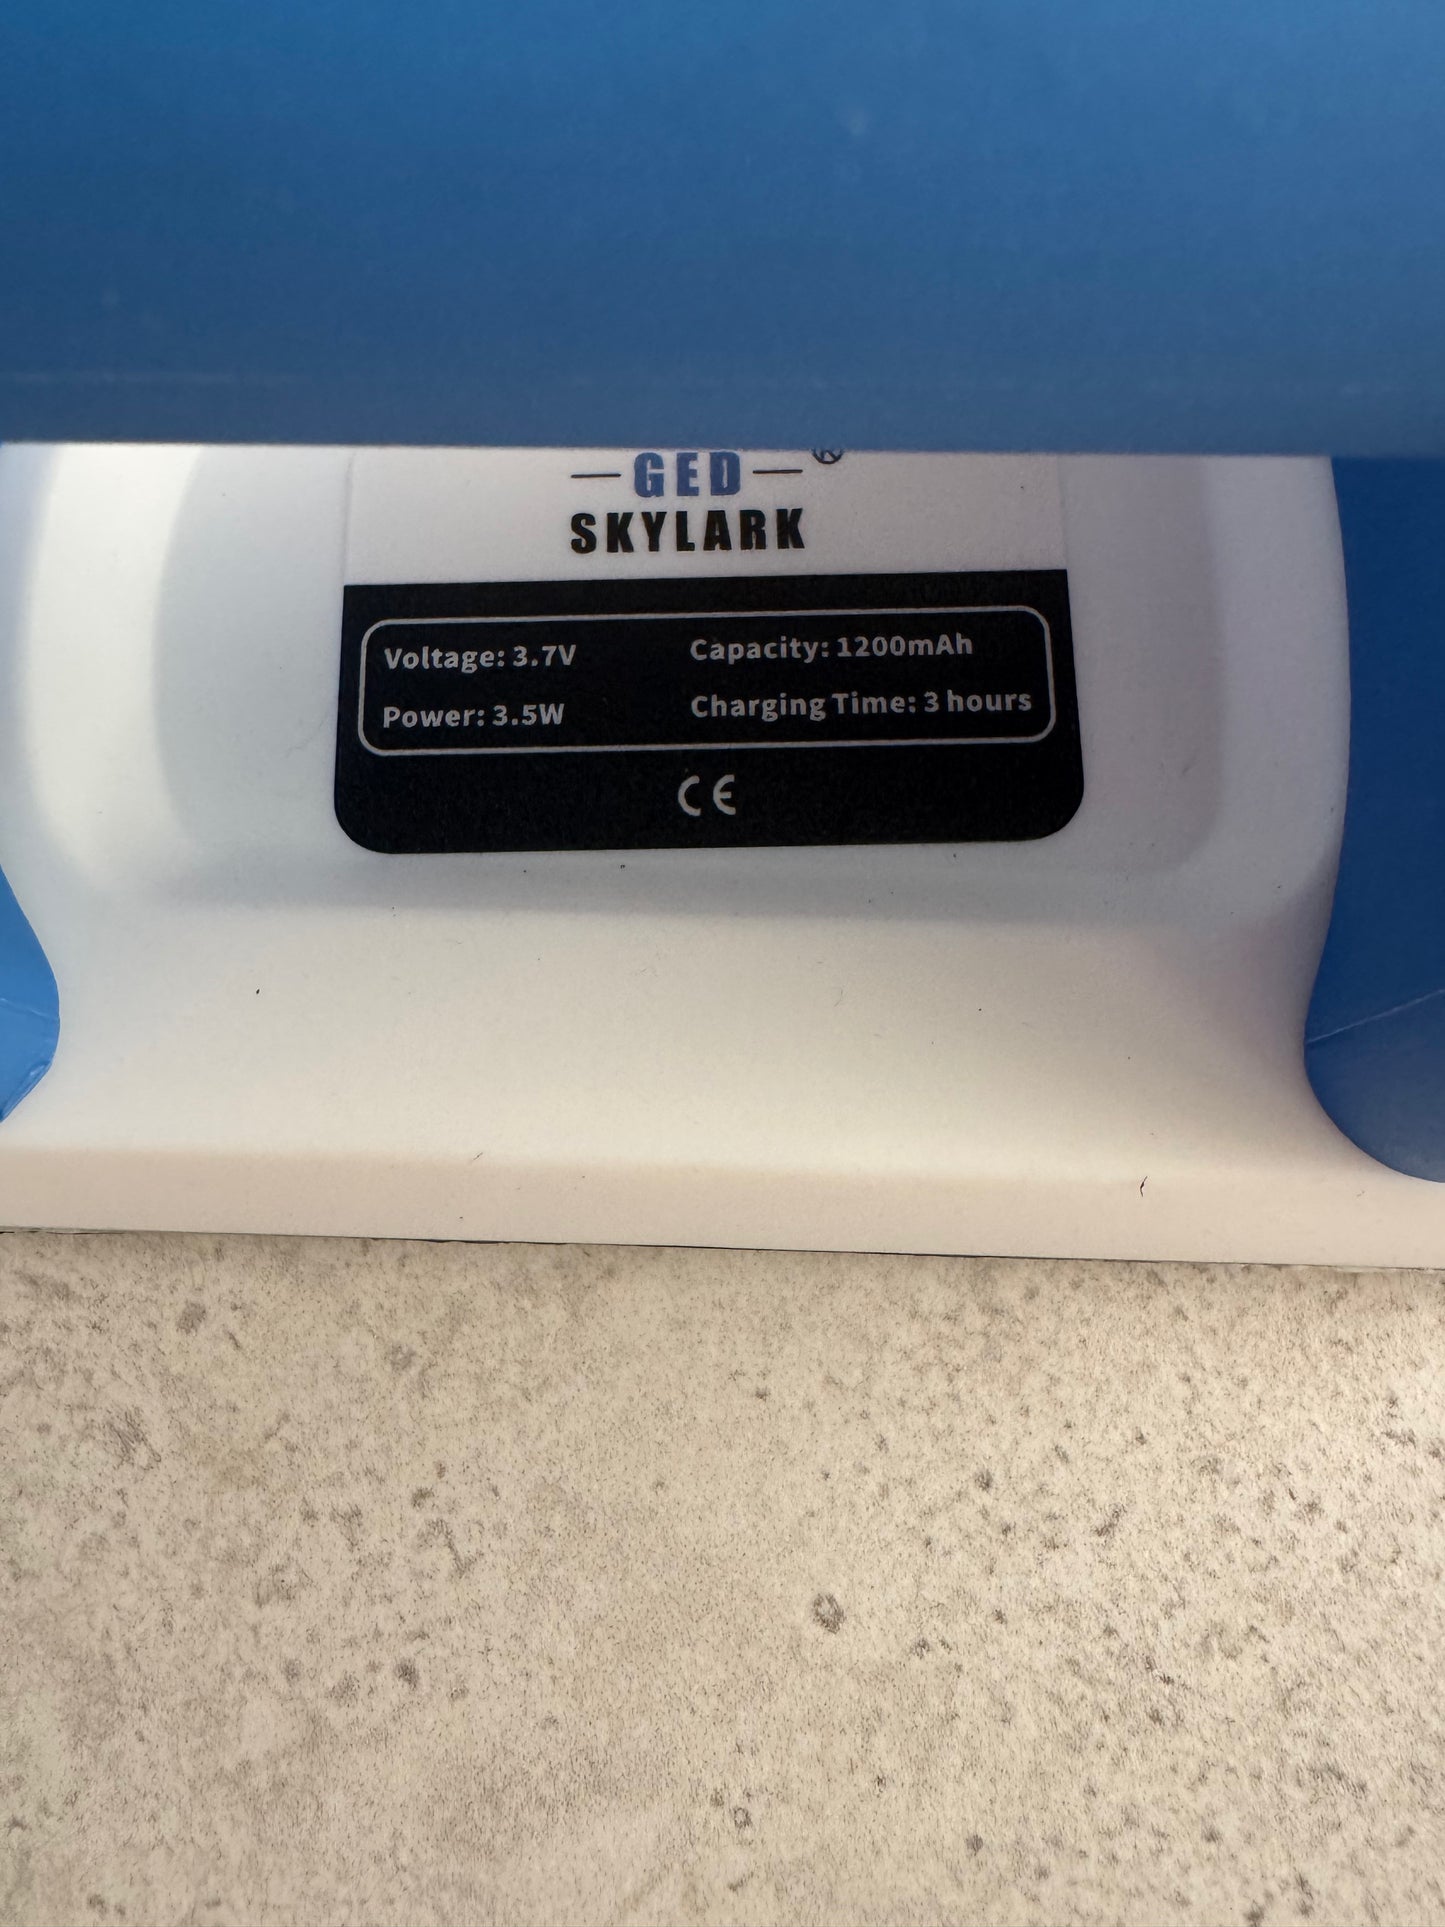 GED ®
SKYLARK
Voltage: 3.7V Capacity: 1200mAh
Power: 3.5W Charging Time: 3 hours
CE